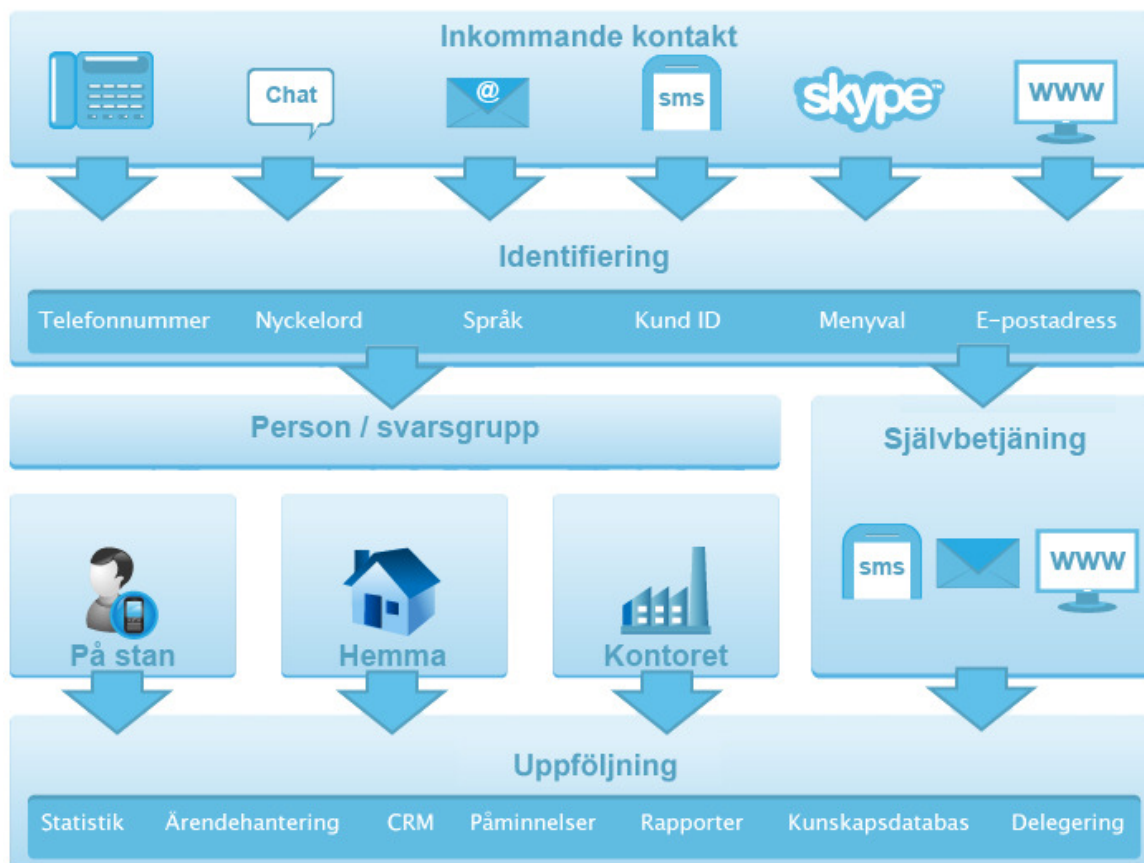 Inkommande kontakt
Chat
@
sms
skype™
WWW
Identifiering
Telefonnummer Nyckelord Språk Kund ID Menyval E-postadress
Person / svarsgrupp
Självbetjäning
sms
WWW
På stan
Hemma
Kontoret
Uppföljning
Statistik Ärendehantering CRM Påminnelser Rapporter Kunskapsdatabas Delegering